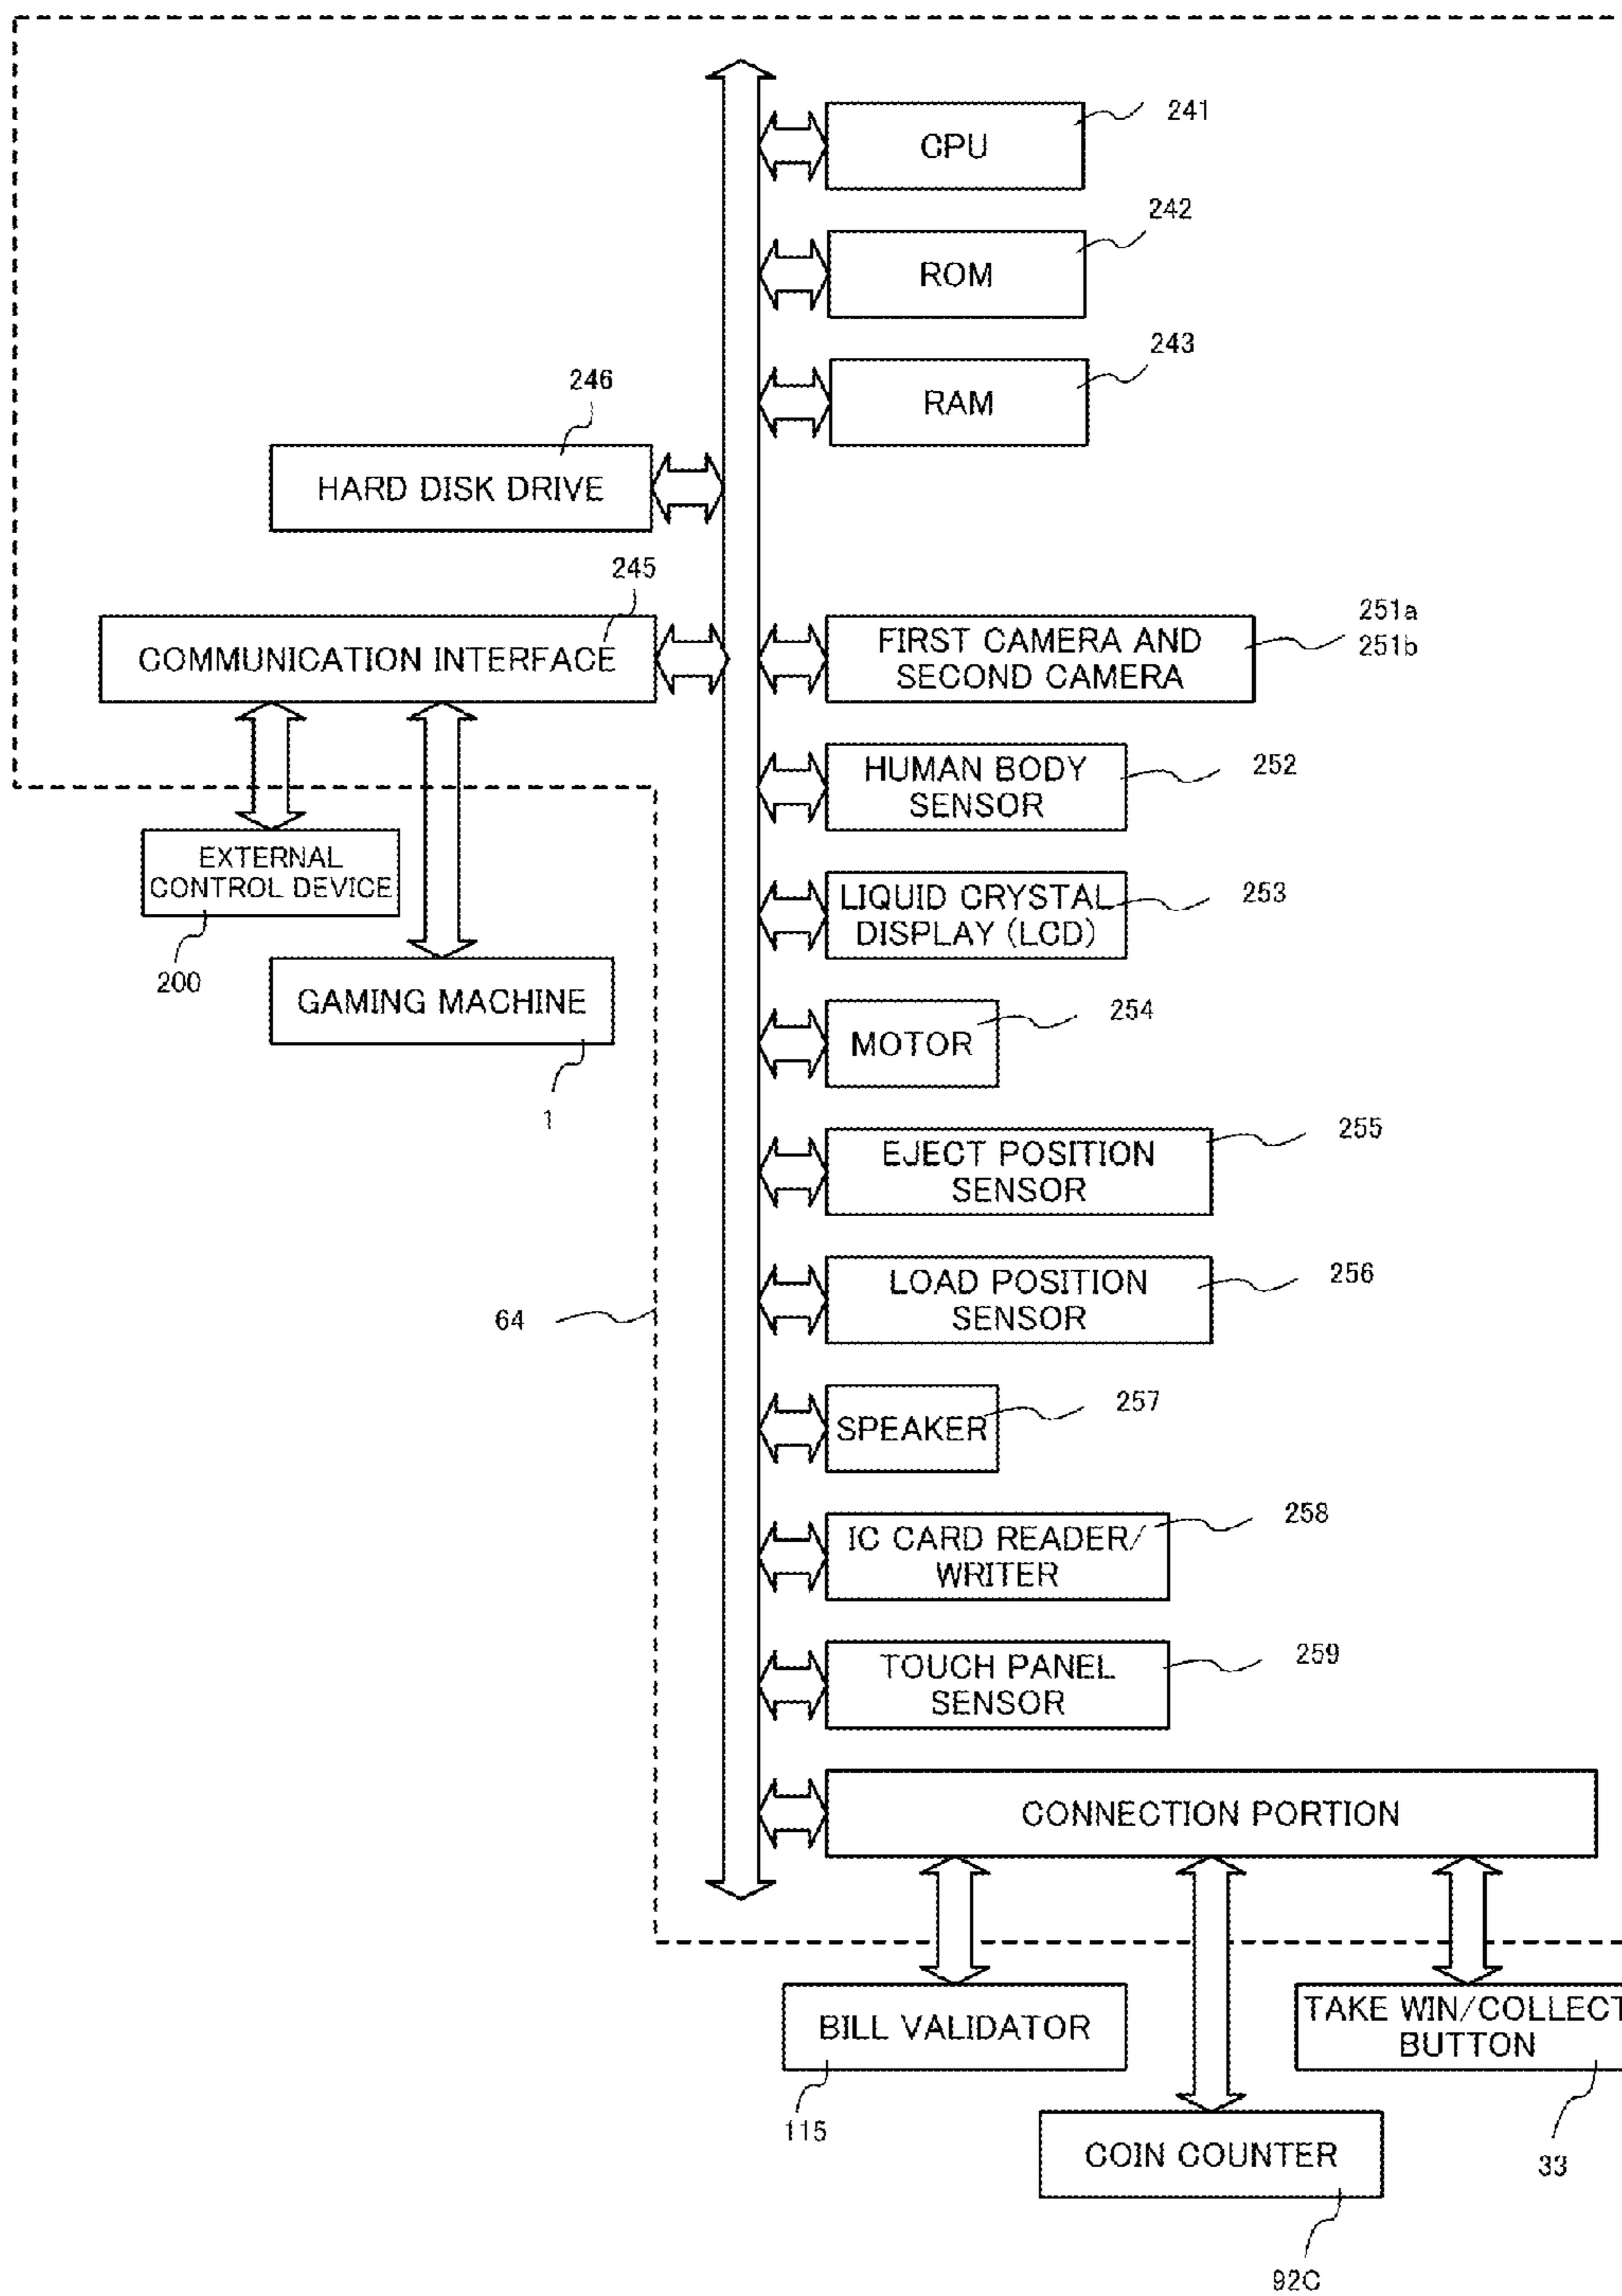 241
CPU
242
ROM
243
RAM
246
HARD DISK DRIVE
245
COMMUNICATION INTERFACE
251a
251b
FIRST CAMERA AND
SECOND CAMERA
252
HUMAN BODY
SENSOR
EXTERNAL
CONTROL DEVICE
200
253
LIQUID CRYSTAL
DISPLAY (LCD)
GAMING MACHINE
1
254
MOTOR
255
EJECT POSITION
SENSOR
256
LOAD POSITION
SENSOR
64
257
SPEAKER
258
IC CARD READER/
WRITER
259
TOUCH PANEL
SENSOR
CONNECTION PORTION
BILL VALIDATOR
115
TAKE WIN/COLLECT
BUTTON
33
COIN COUNTER
92C